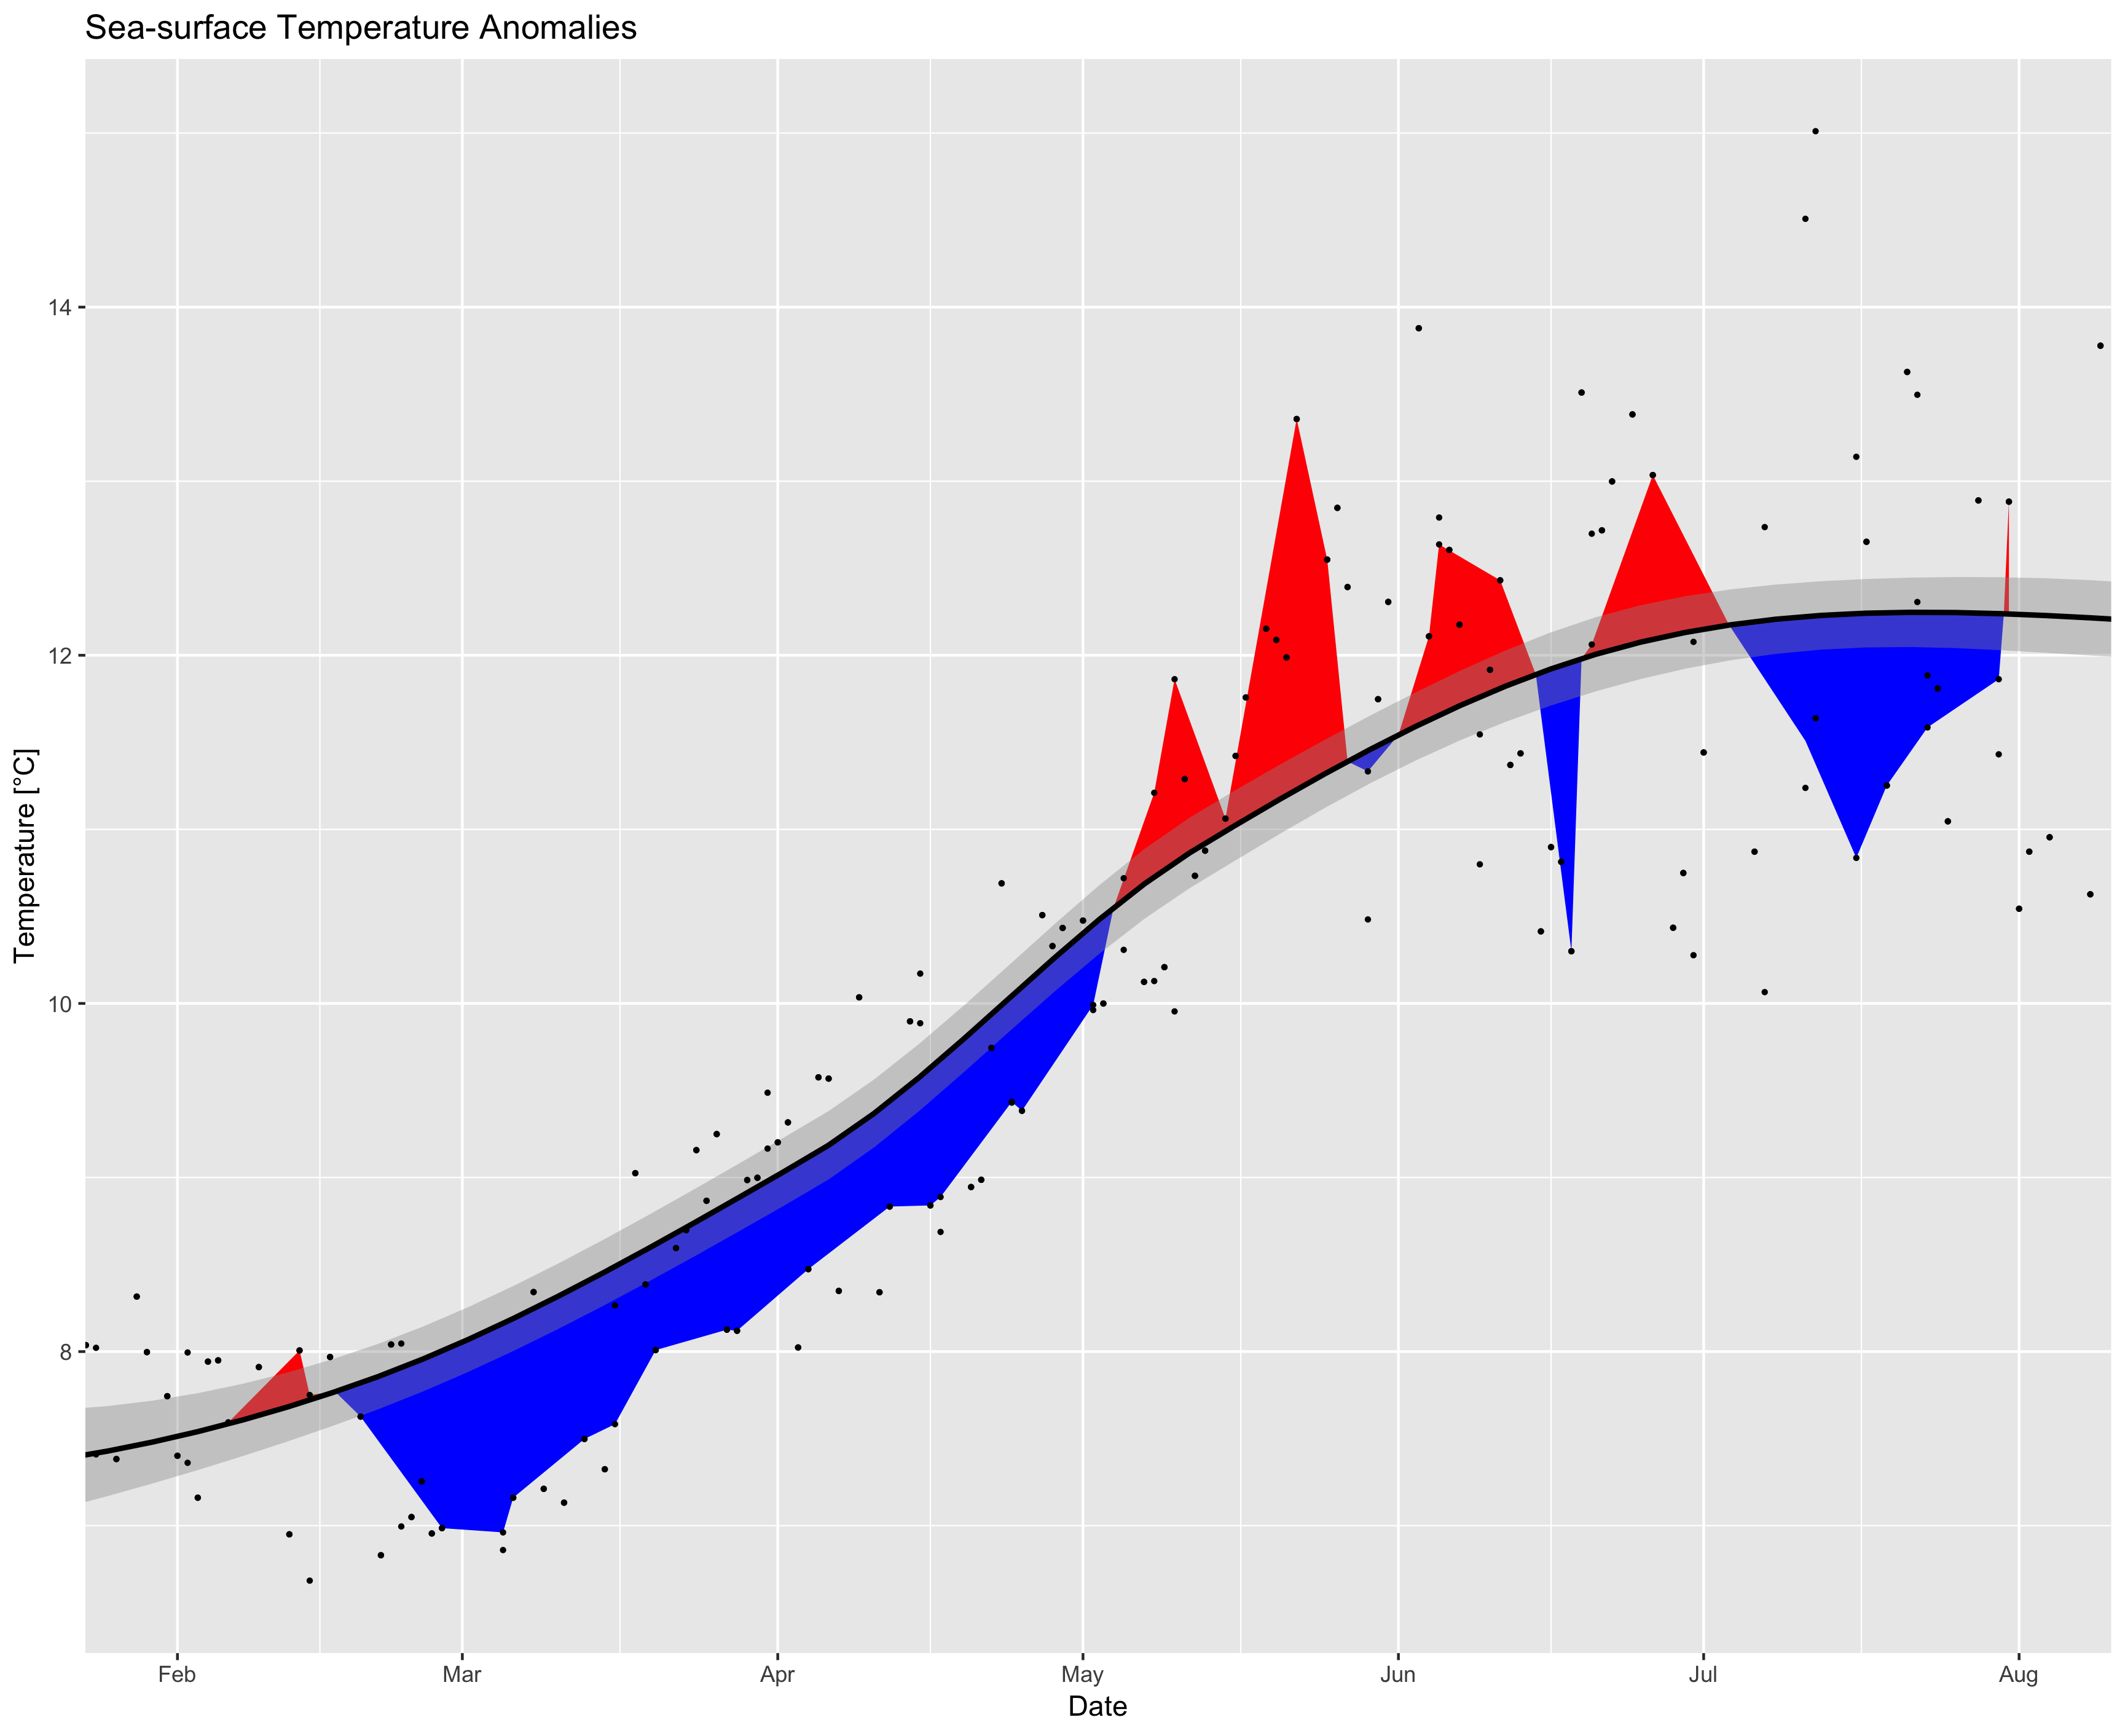 Sea-surface Temperature Anomalies
Temperature [°C]
14
12
10
8
Feb Mar Apr May Jun Jul Aug
Date